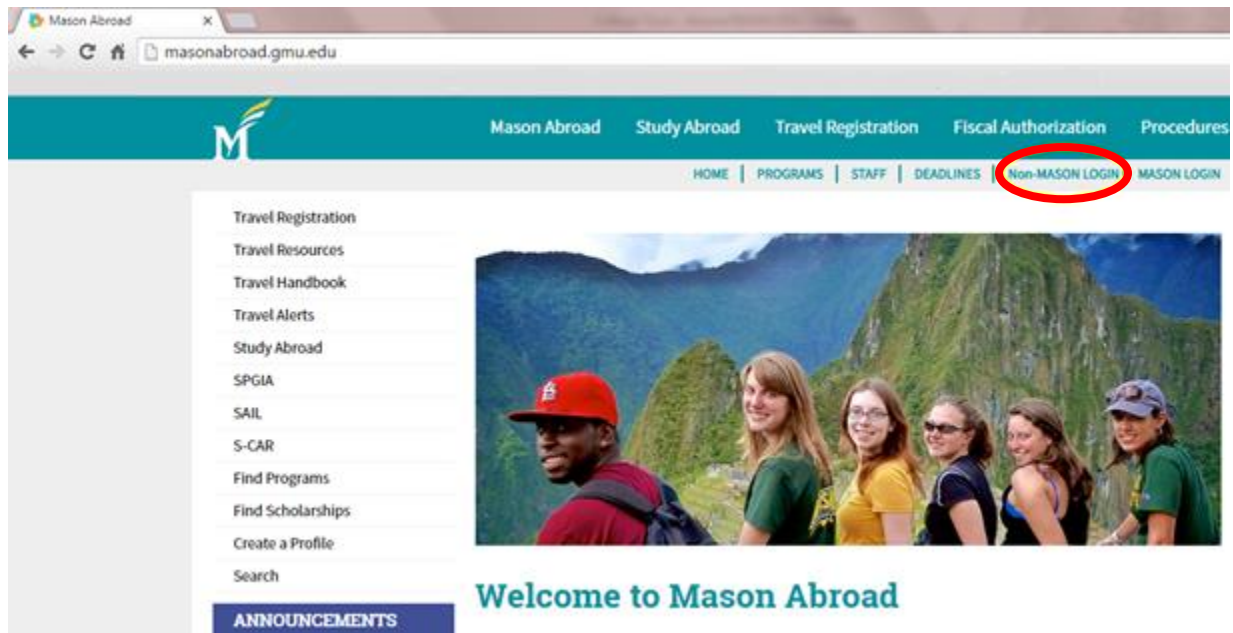 Mason Abroad
masonabroad.gmu.edu
M
Mason Abroad Study Abroad Travel Registration Fiscal Authorization Procedures
HOME | PROGRAMS | STAFF | DEADLINES | Non-MASON LOGIN MASON LOGIN
Travel Registration
Travel Resources
Travel Handbook
Travel Alerts
Study Abroad
SPGIA
SAIL
S-CAR
Find Programs
Find Scholarships
Create a Profile
Search
ANNOUNCEMENTS
Welcome to Mason Abroad